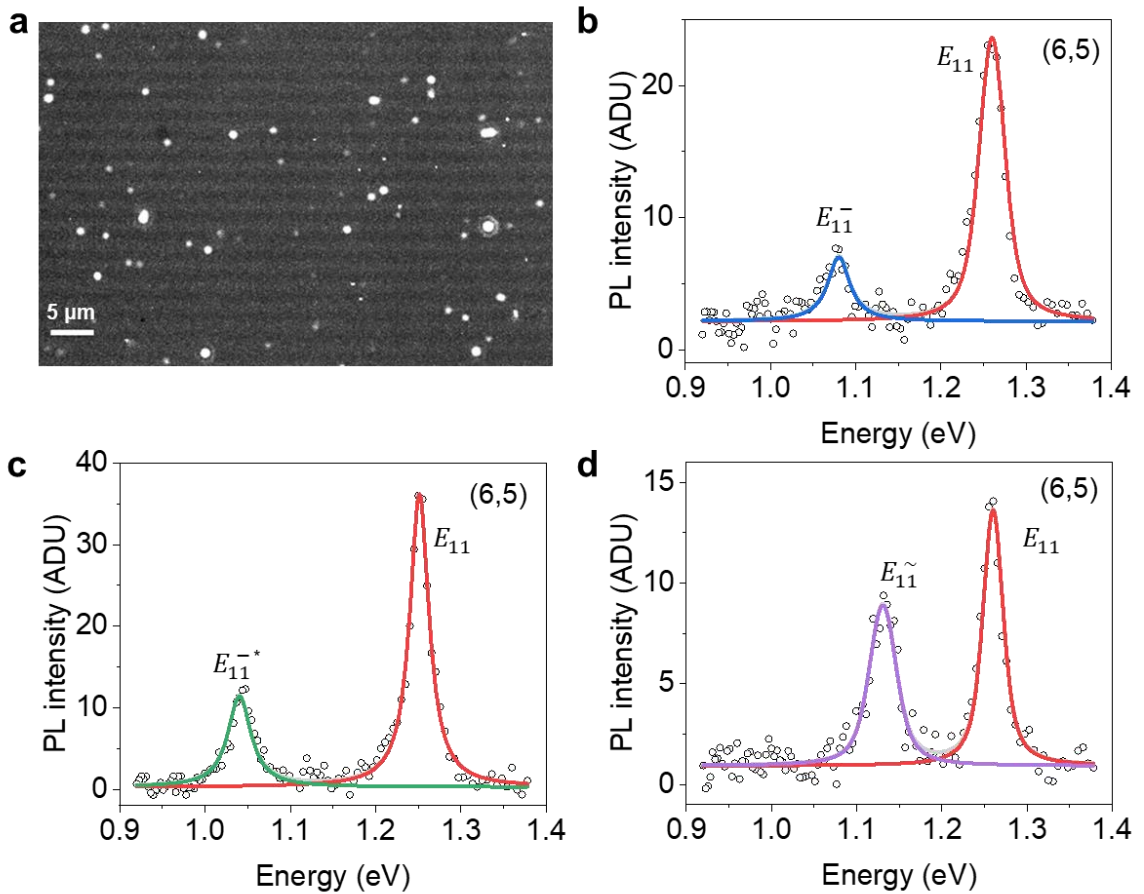 a
5 µm
b
PL intensity (ADU)
20
10
0
E₁₁⁻
E₁₁
(6,5)
0.9 1.0 1.1 1.2 1.3 1.4
Energy (eV)
c
PL intensity (ADU)
40
30
20
10
0
E₁₁⁻*
E₁₁
(6,5)
0.9 1.0 1.1 1.2 1.3 1.4
Energy (eV)
d
PL intensity (ADU)
15
10
5
0
E₁₁~
E₁₁
(6,5)
0.9 1.0 1.1 1.2 1.3 1.4
Energy (eV)